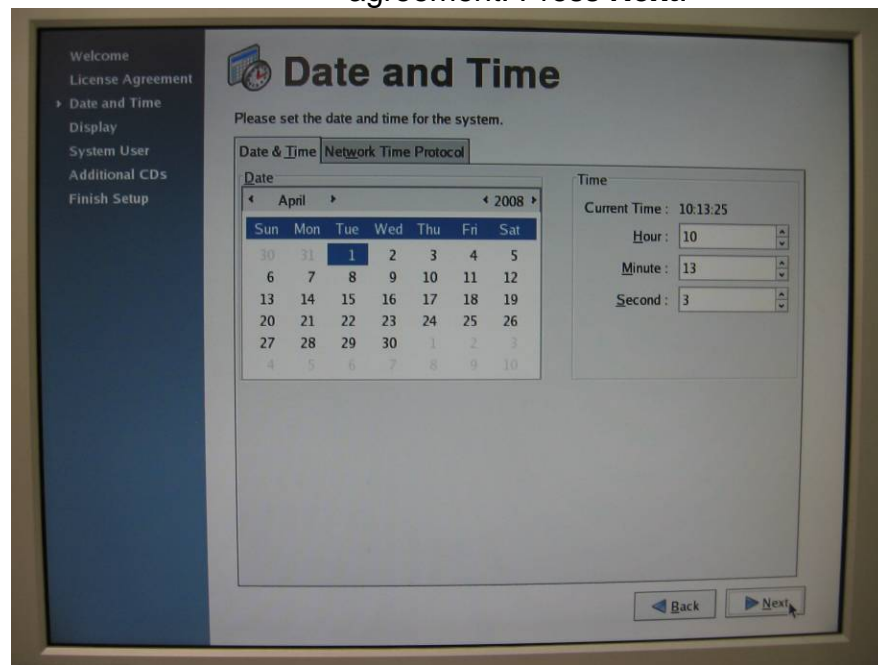 agreement. Press Next.
Welcome
License Agreement
Date and Time
Display
System User
Additional CDs
Finish Setup
Date and Time
Please set the date and time for the system.
Date & Time
Network Time Protocol
Date
April
2008
Sun Mon Tue Wed Thu Fri Sat
30 31 1 2 3 4 5
6 7 8 9 10 11 12
13 14 15 16 17 18 19
20 21 22 23 24 25 26
27 28 29 30 1 2 3
4 5 6 7 8 9 10
Time
Current Time : 10:13:25
Hour : 10
Minute : 13
Second : 3
Back
Next